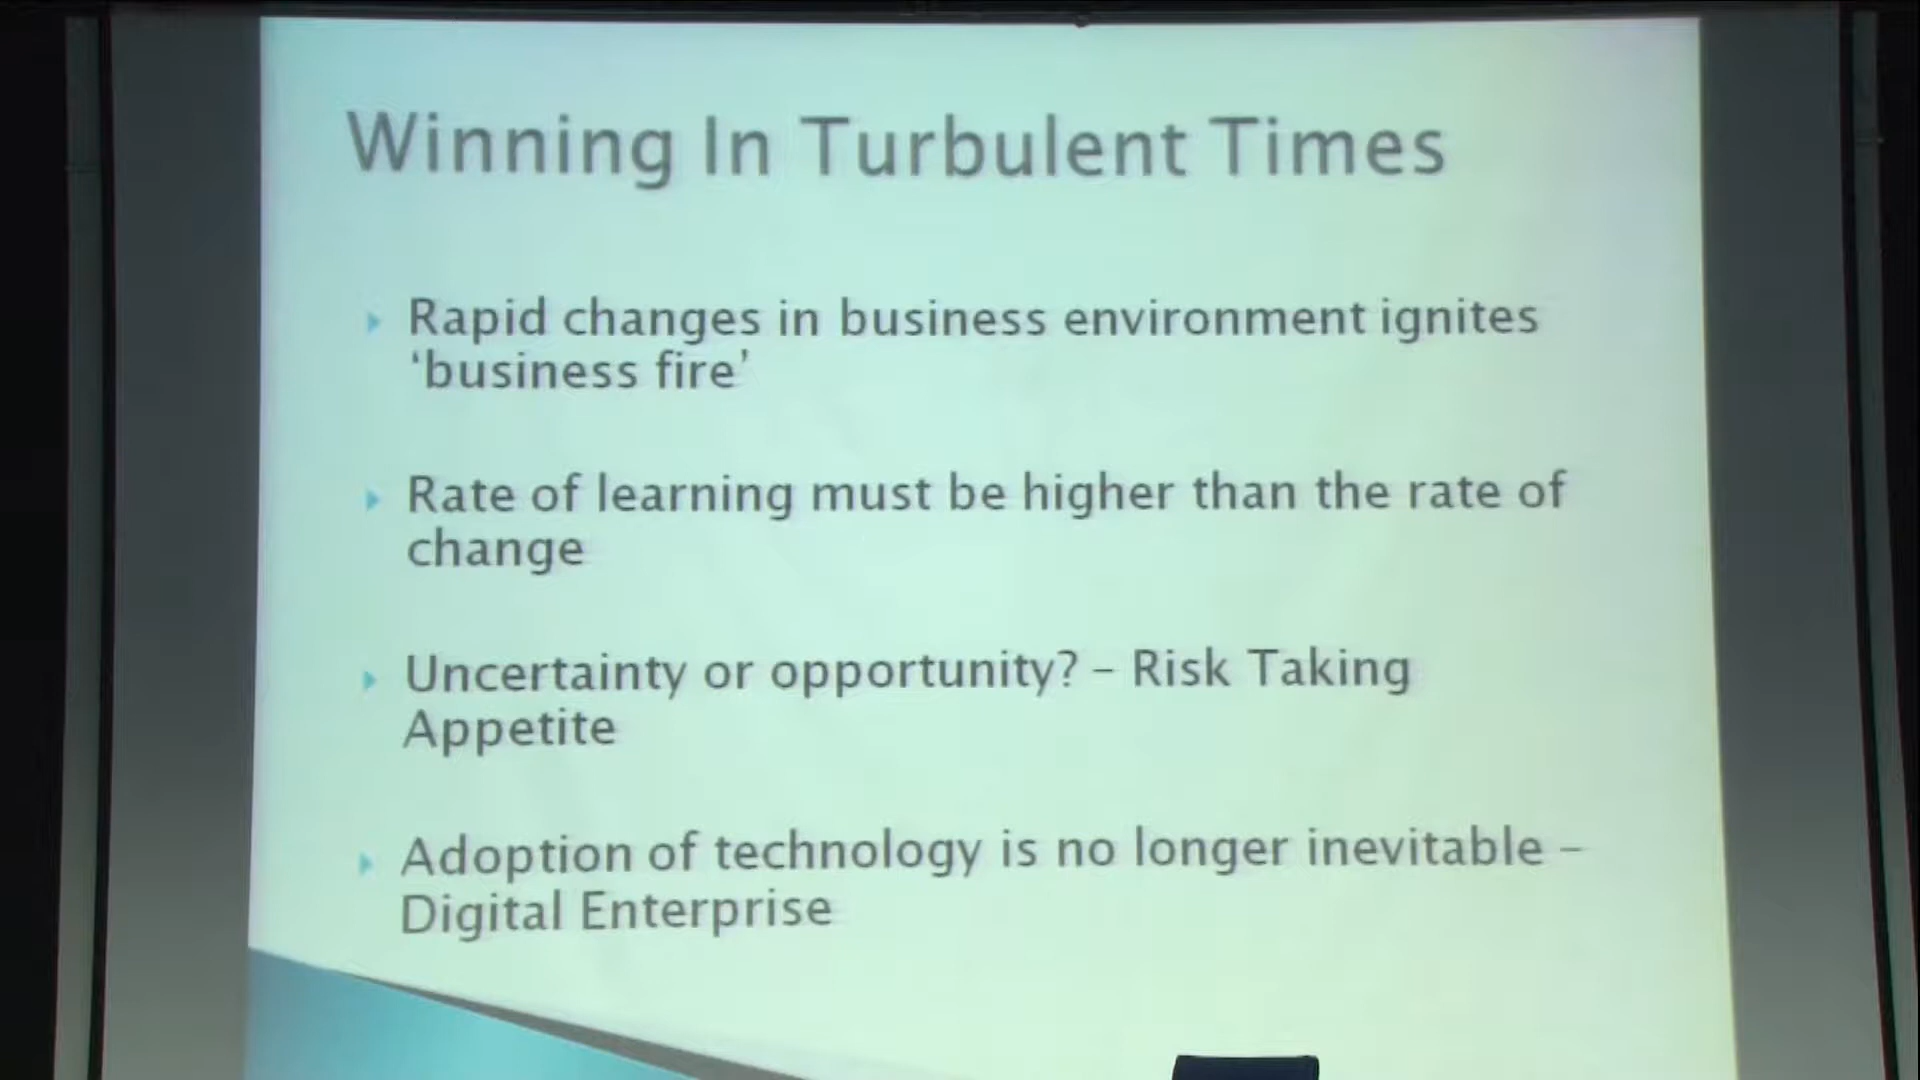 Winning In Turbulent Times
Rapid changes in business environment ignites
‘business fire’
Rate of learning must be higher than the rate of
change
Uncertainty or opportunity? – Risk Taking
Appetite
Adoption of technology is no longer inevitable –
Digital Enterprise